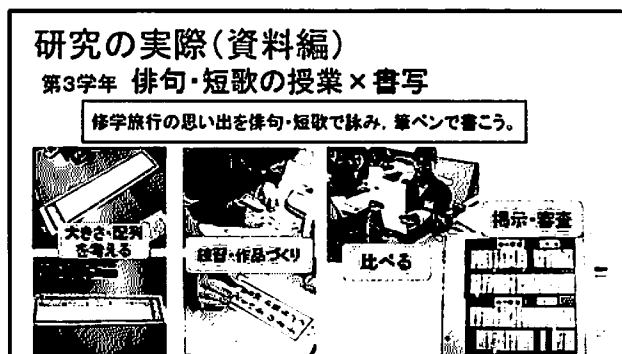 研究の実際(資料編)
第3学年 俳句・短歌の授業×書写
修学旅行の思い出を俳句・短歌で詠み,筆ペンで書こう。
大きさ・配列
を考える
練習・作品づくり
比べる
掲示・審査